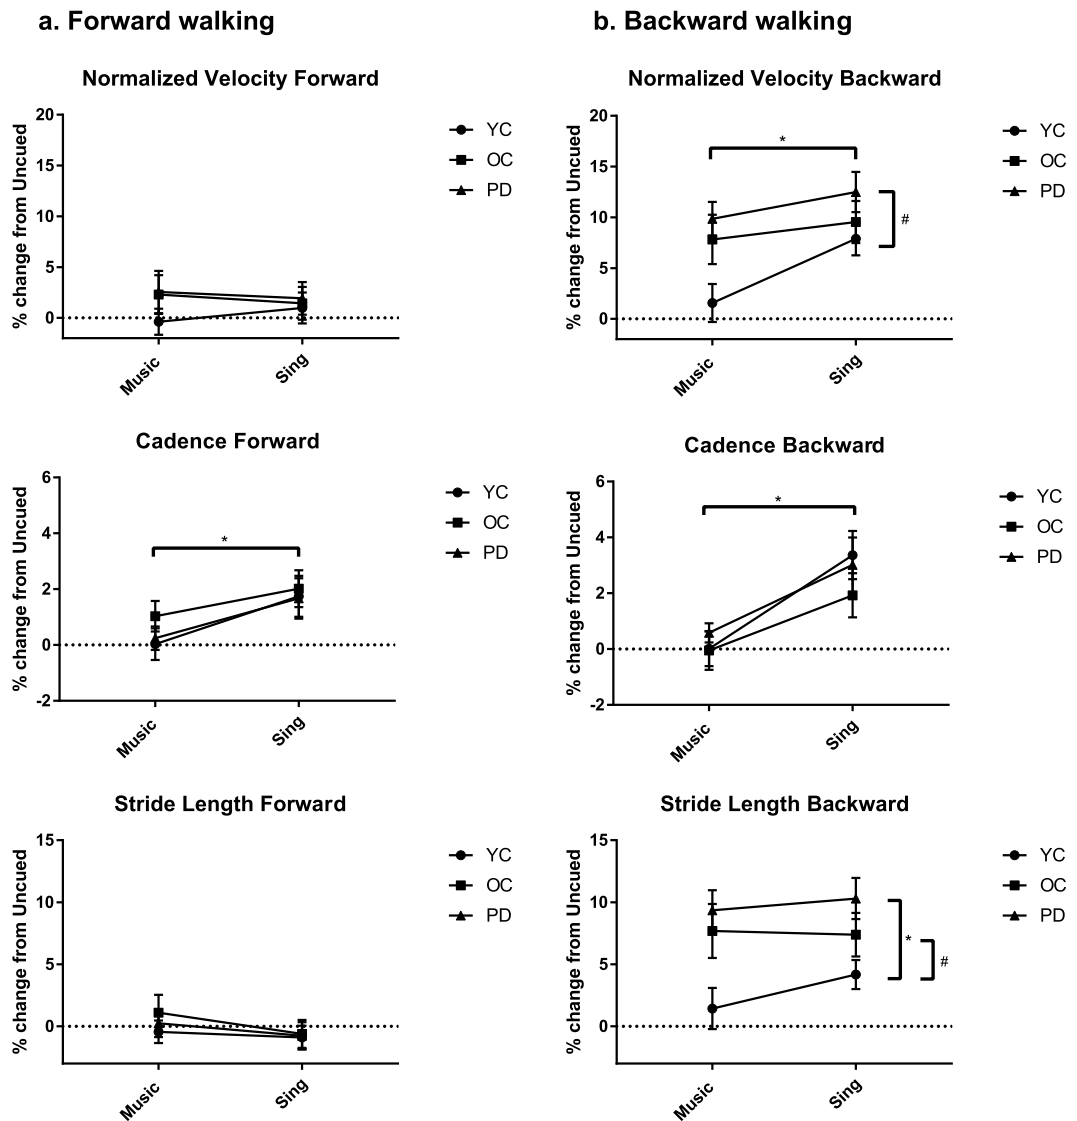 a. Forward walking
Normalized Velocity Forward
% change from Uncued
20
15
10
5
0
Music
Sing
YC
OC
PD
Cadence Forward
% change from Uncued
6
4
2
0
-2
*
Music
Sing
YC
OC
PD
Stride Length Forward
% change from Uncued
15
10
5
0
Music
Sing
YC
OC
PD
b. Backward walking
Normalized Velocity Backward
% change from Uncued
20
15
10
5
0
*
#
Music
Sing
YC
OC
PD
Cadence Backward
% change from Uncued
6
4
2
0
-2
*
Music
Sing
YC
OC
PD
Stride Length Backward
% change from Uncued
15
10
5
0
*
#
Music
Sing
YC
OC
PD